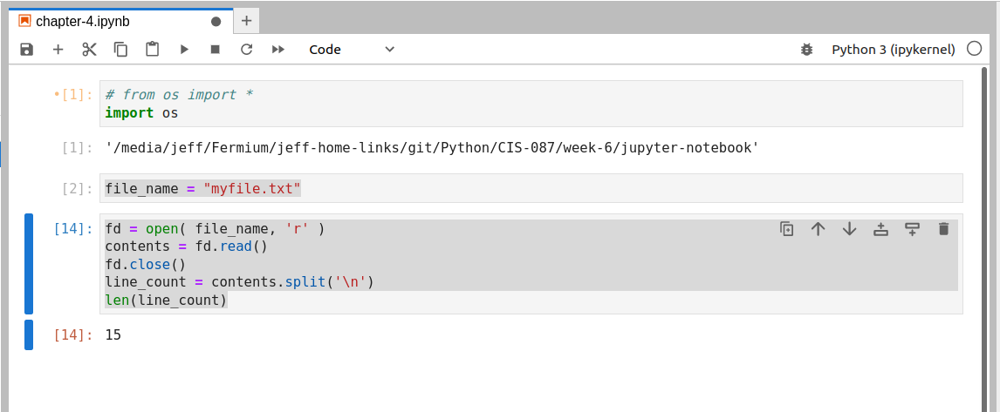 chapter-4.ipynb
Code
Python 3 (ipykernel)
[1]: # from os import *
import os
[1]: '/media/jeff/Fermium/jeff-home-links/git/Python/CIS-087/week-6/jupyter-notebook'
[2]: file_name = "myfile.txt"
[14]: fd = open( file_name, 'r' )
contents = fd.read()
fd.close()
line_count = contents.split('\n')
len(line_count)
[14]: 15